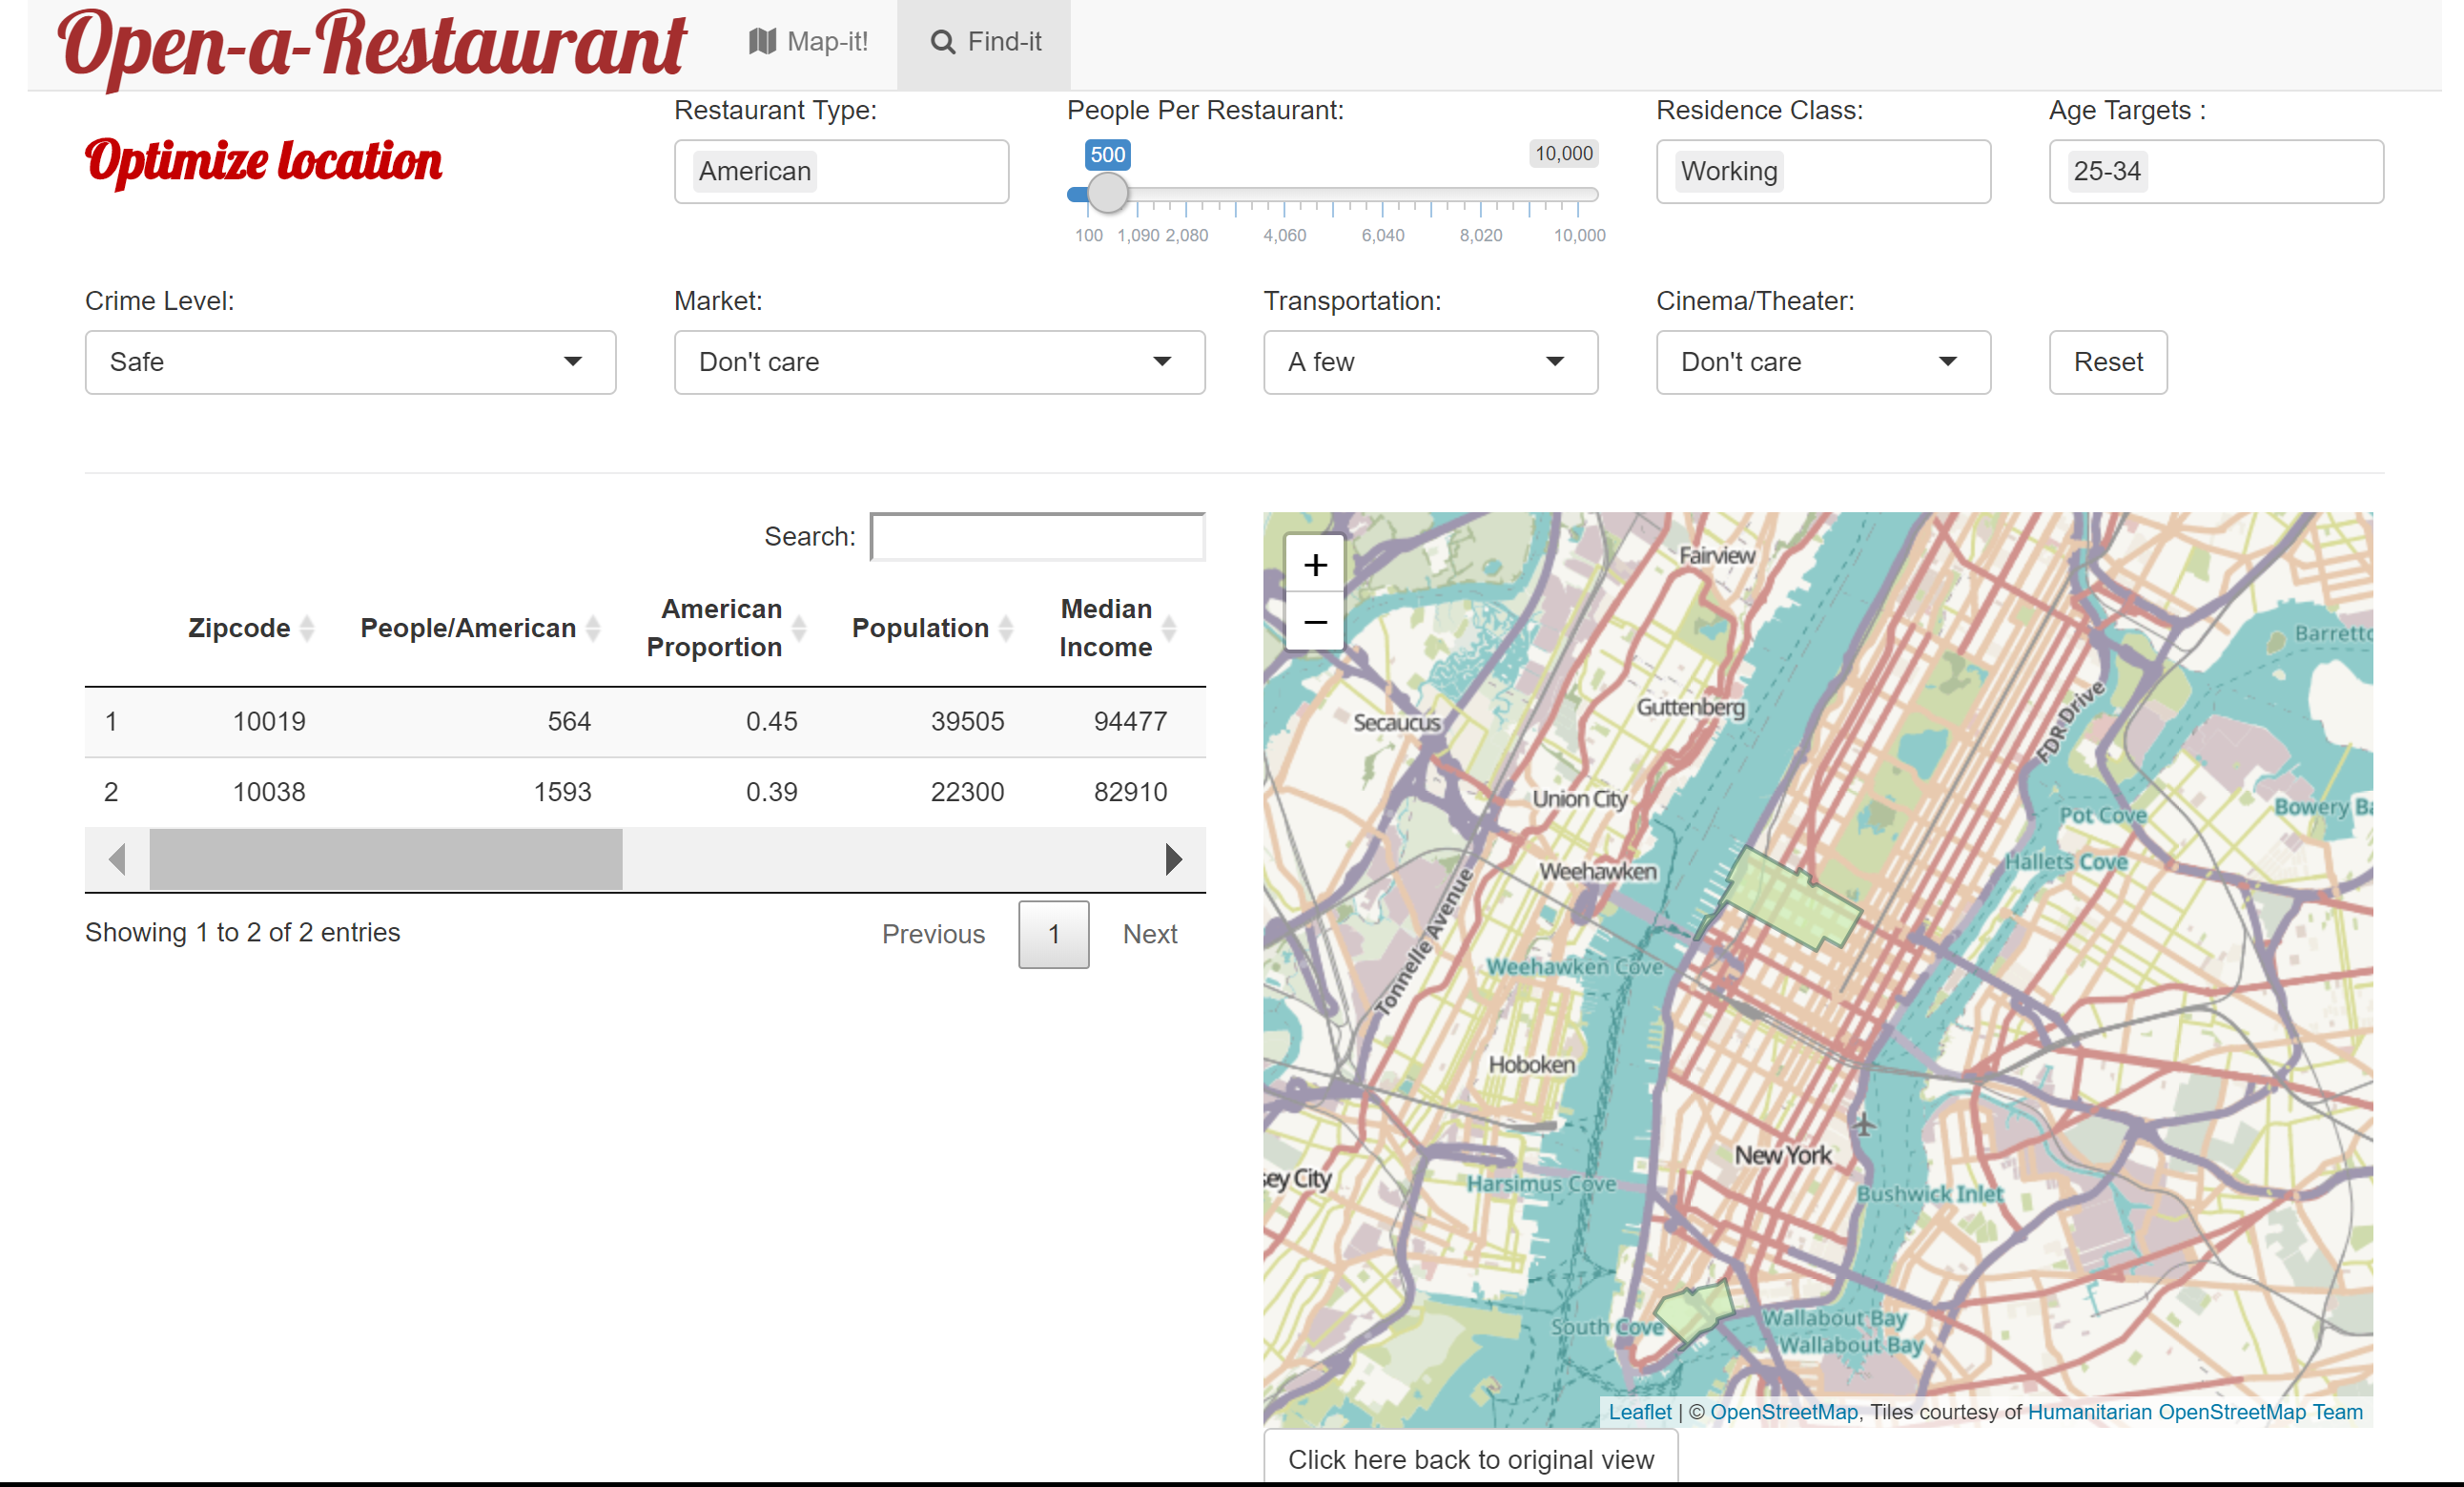 Open-a-Restaurant Map-it! Find-it
Optimize location
Restaurant Type:
American
People Per Restaurant:
500 10,000
100 1,090 2,080 4,060 6,040 8,020 10,000
Residence Class:
Working
Age Targets :
25-34
Crime Level:
Safe
Market:
Don't care
Transportation:
A few
Cinema/Theater:
Don't care
Reset
Search:
Zipcode People/American American Proportion Population Median Income
1 10019 564 0.45 39505 94477
2 10038 1593 0.39 22300 82910
Showing 1 to 2 of 2 entries
Previous 1 Next
+
−
Fairview
Barretto
Guttenberg
Secaucus
FDR Drive
Union City
Pot Cove
Bowery Ba
Hallets Cove
Weehawken
Tonnelle Avenue
Weehawken Cove
Hoboken
New York
sey City
Harsimus Cove
Bushwick Inlet
South Cove
Wallabout Bay
Wallabout Bay
Leaflet | © OpenStreetMap, Tiles courtesy of Humanitarian OpenStreetMap Team
Click here back to original view